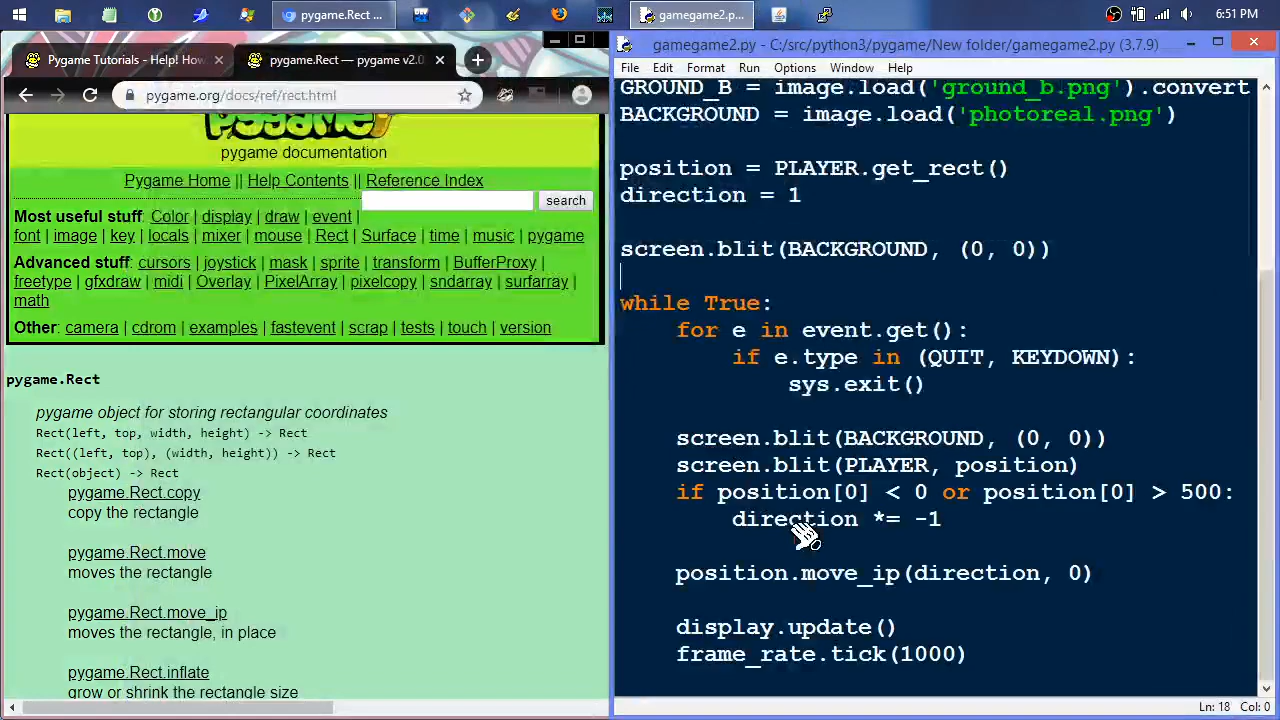 pygame.Rect ...
gamegame2.p...
6:51 PM
Pygame Tutorials - Help! How
pygame.Rect — pygame v2.0
pygame.org/docs/ref/rect.html
pygame
pygame documentation
Pygame Home || Help Contents || Reference Index
search
Most useful stuff: Color | display | draw | event |
font | image | key | locals | mixer | mouse | Rect | Surface | time | music | pygame
Advanced stuff: cursors | joystick | mask | sprite | transform | BufferProxy |
freetype | gfxdraw | midi | Overlay | PixelArray | pixelcopy | sndarray | surfarray |
math
Other: camera | cdrom | examples | fastevent | scrap | tests | touch | version
pygame.Rect
pygame object for storing rectangular coordinates
Rect(left, top, width, height) -> Rect
Rect((left, top), (width, height)) -> Rect
Rect(object) -> Rect
pygame.Rect.copy
copy the rectangle
pygame.Rect.move
moves the rectangle
pygame.Rect.move_ip
moves the rectangle, in place
pygame.Rect.inflate
grow or shrink the rectangle size
gamegame2.py - C:/src/python3/pygame/New folder/gamegame2.py (3.7.9)
File Edit Format Run Options Window Help
GROUND_B = image.load('ground_b.png').convert
BACKGROUND = image.load('photoreal.png')
position = PLAYER.get_rect()
direction = 1
screen.blit(BACKGROUND, (0, 0))
while True:
for e in event.get():
if e.type in (QUIT, KEYDOWN):
sys.exit()
screen.blit(BACKGROUND, (0, 0))
screen.blit(PLAYER, position)
if position[0] < 0 or position[0] > 500:
direction *= -1
position.move_ip(direction, 0)
display.update()
frame_rate.tick(1000)
Ln: 18 Col: 0